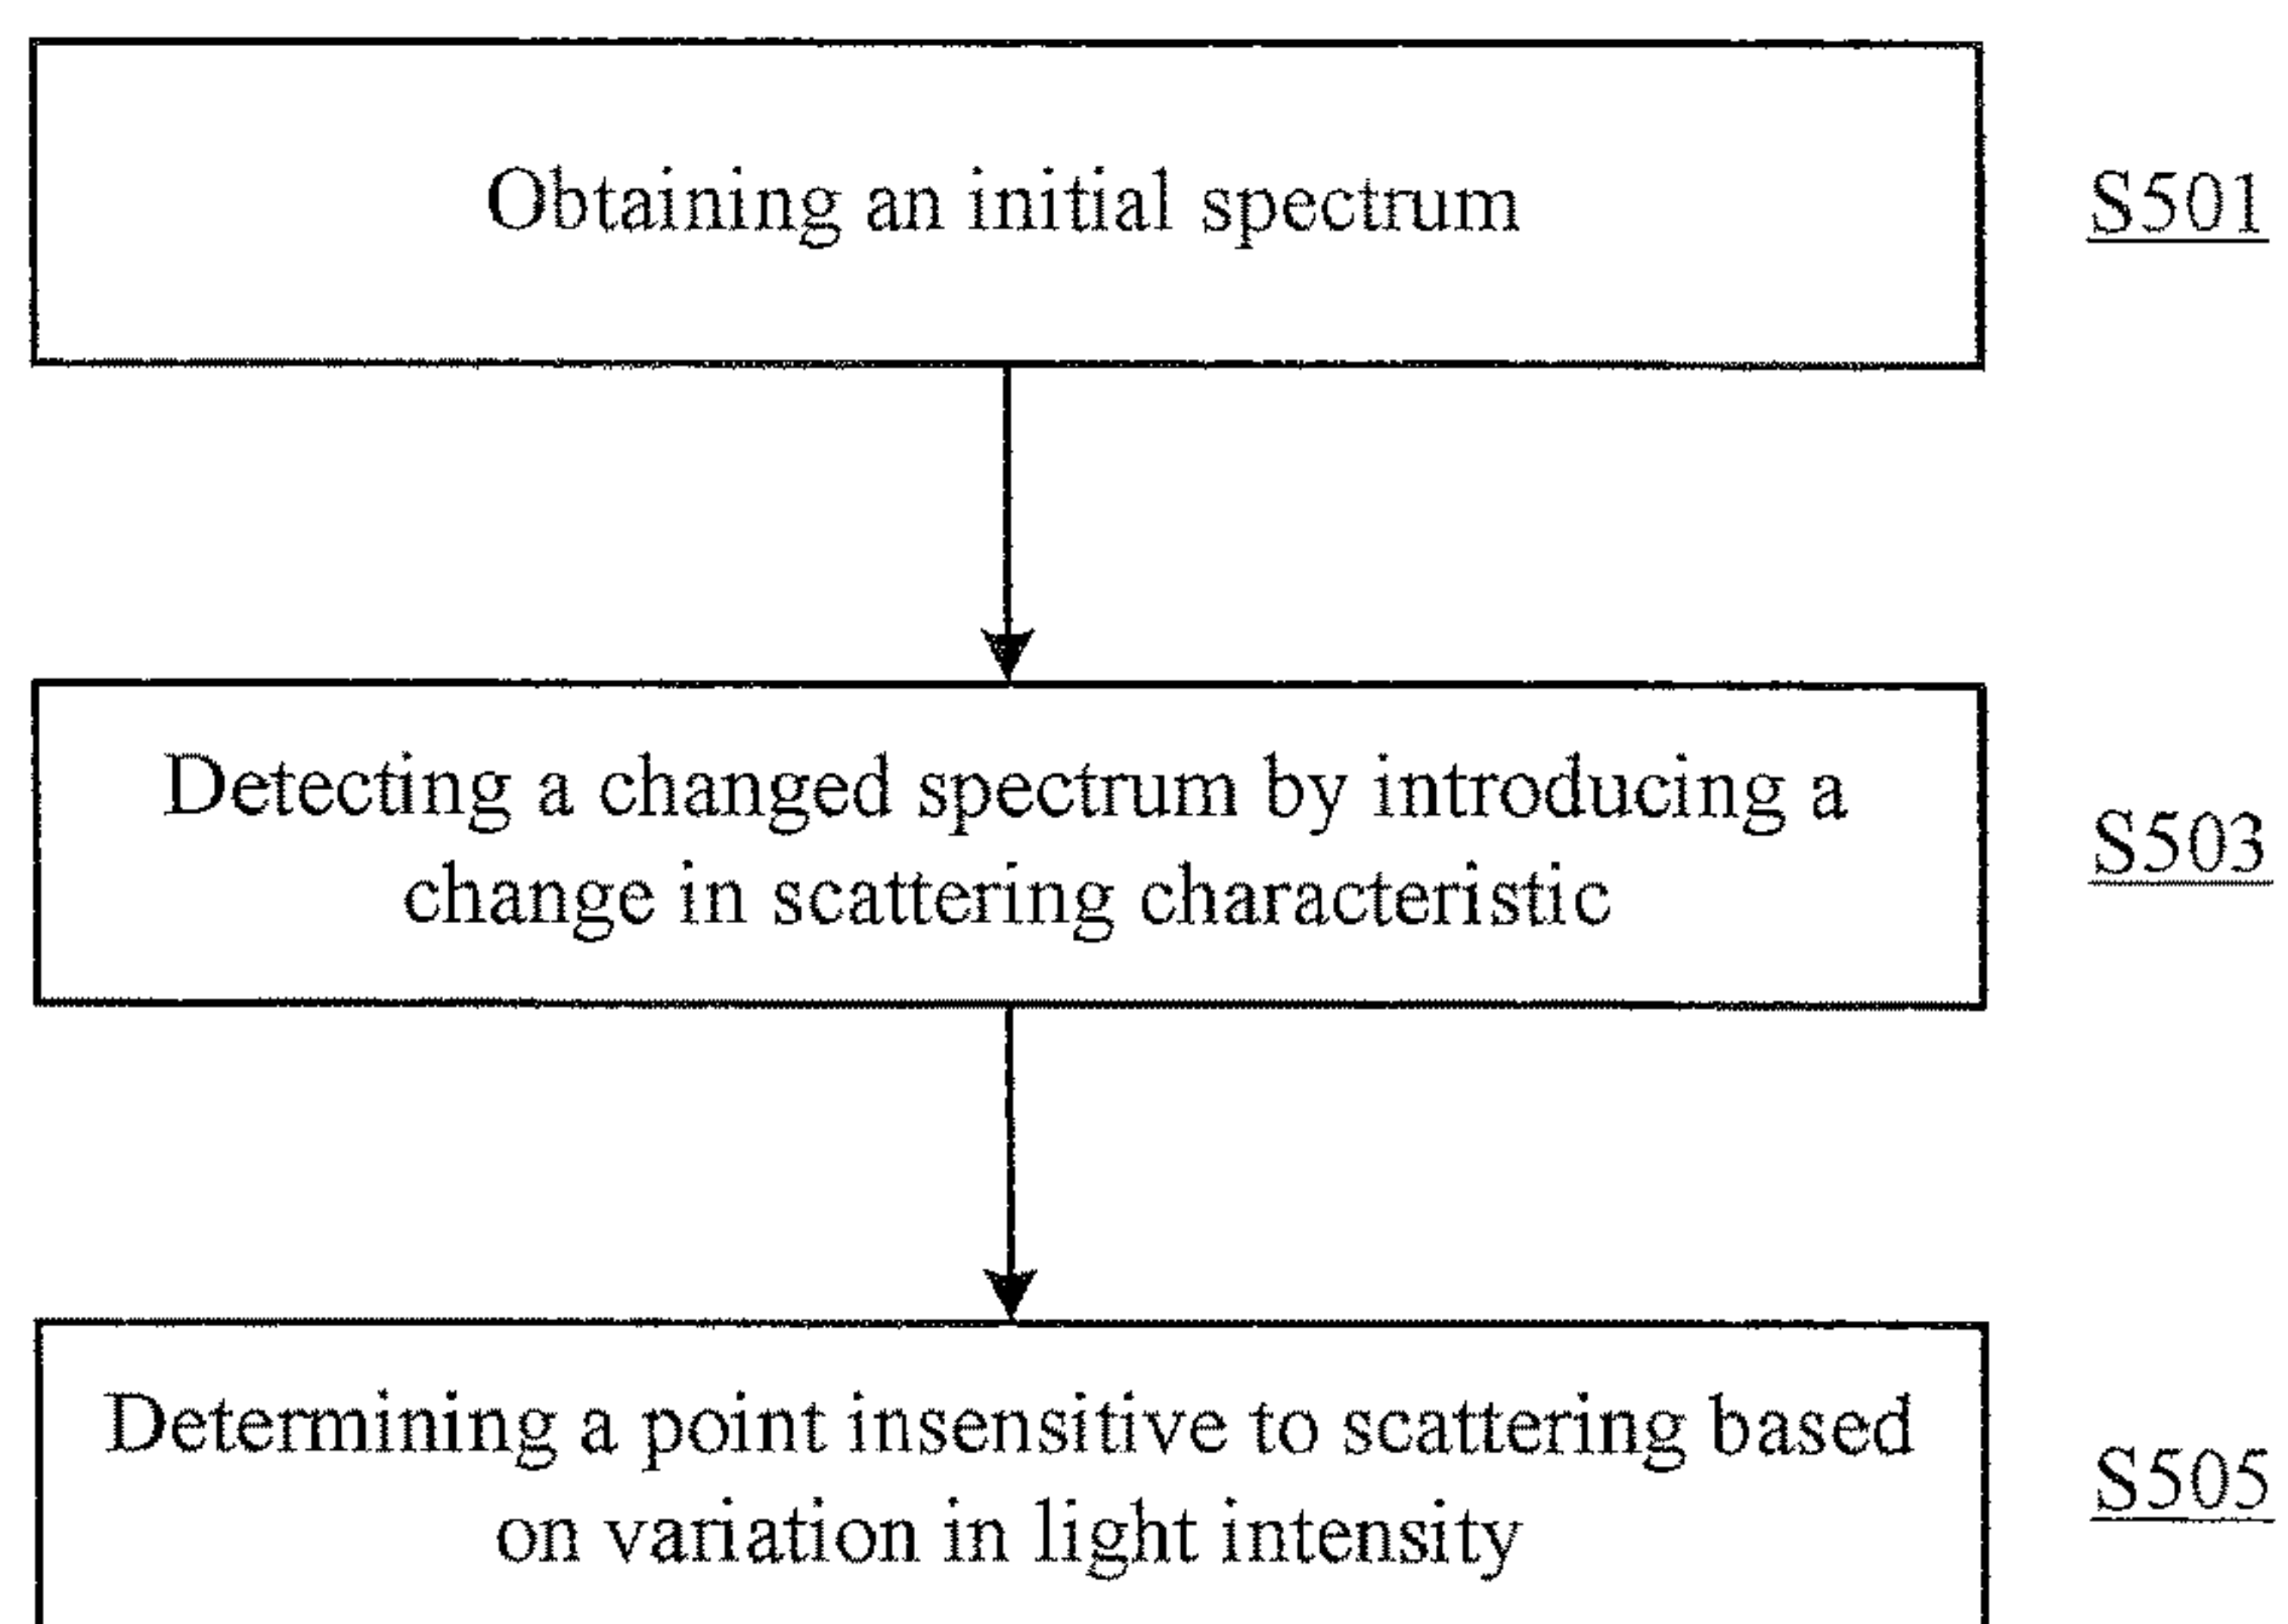 Obtaining an initial spectrum
S501
Detecting a changed spectrum by introducing a
change in scattering characteristic
S503
Determining a point insensitive to scattering based
on variation in light intensity
S505